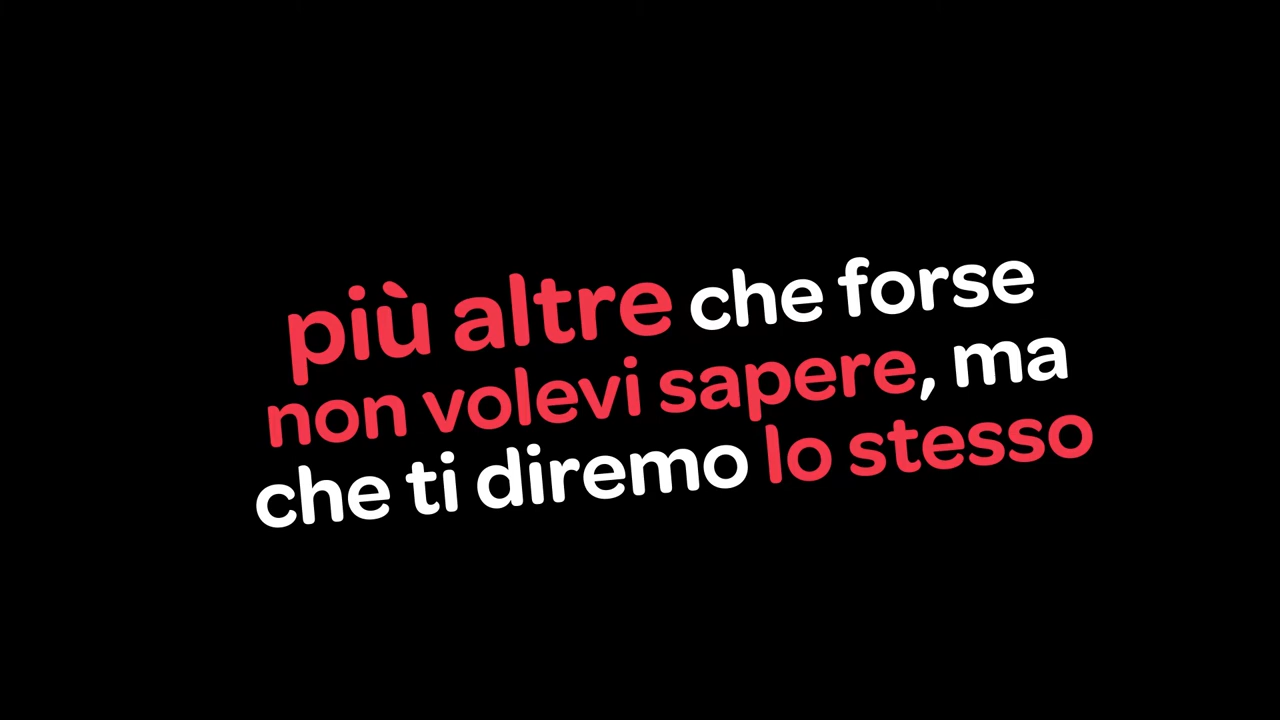 più altre che forse
non volevi sapere, ma
che ti diremo lo stesso